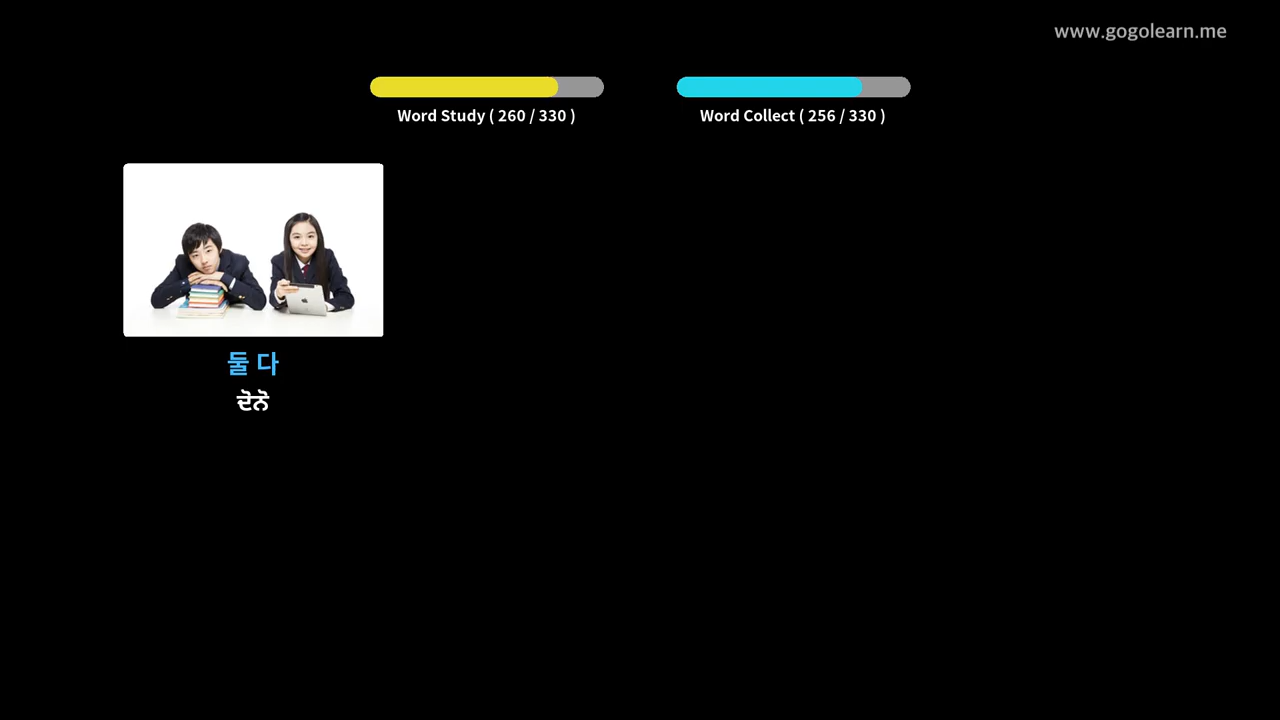 www.gogolearn.me
Word Study ( 260 / 330 )
Word Collect ( 256 / 330 )
둘 다
ਦੋਨੋ